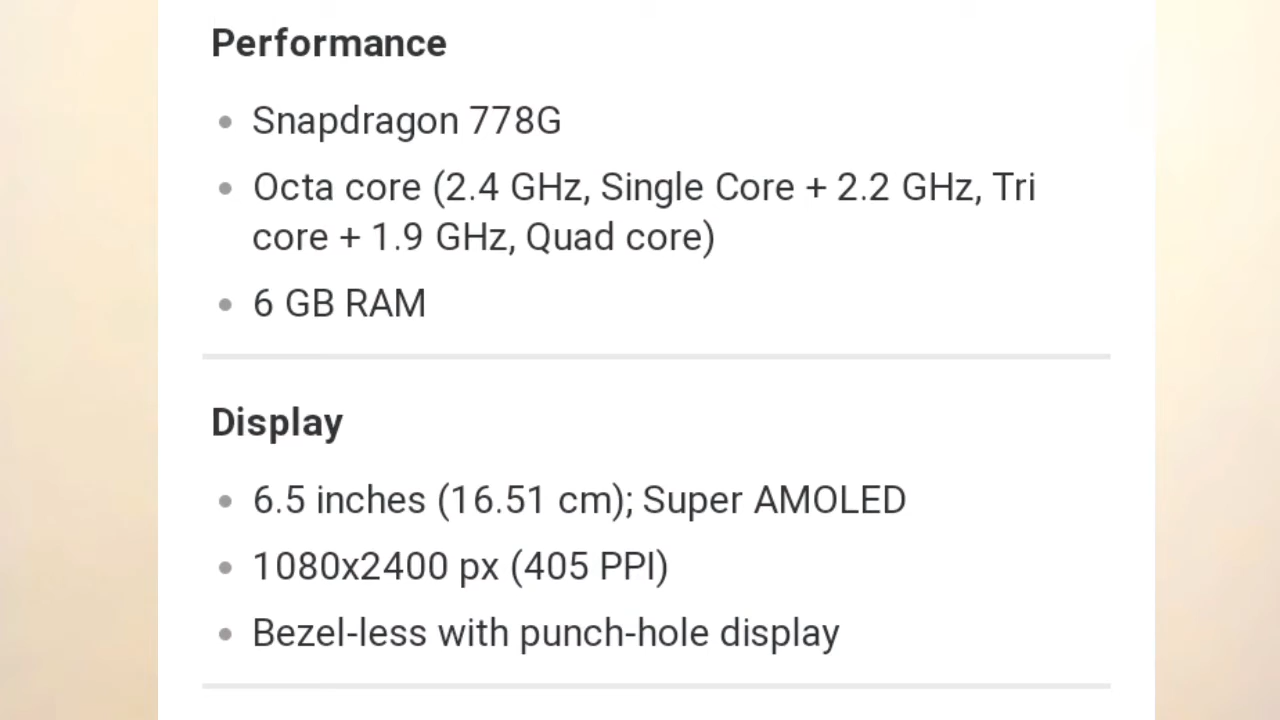 Performance
Snapdragon 778G
Octa core (2.4 GHz, Single Core + 2.2 GHz, Tri
core + 1.9 GHz, Quad core)
6 GB RAM
Display
6.5 inches (16.51 cm); Super AMOLED
1080x2400 px (405 PPI)
Bezel-less with punch-hole display